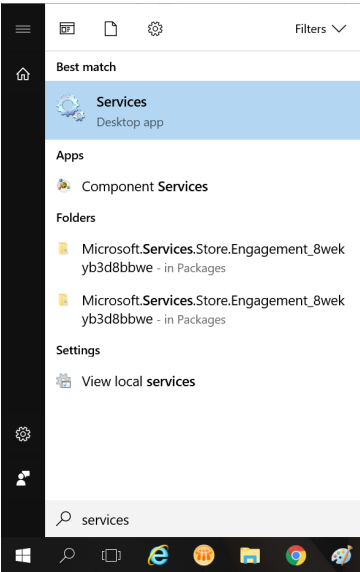 Filters
Best match
Services
Desktop app
Apps
Component Services
Folders
Microsoft.Services.Store.Engagement_8wek
yb3d8bbwe - in Packages
Microsoft.Services.Store.Engagement_8wek
yb3d8bbwe - in Packages
Settings
View local services
services